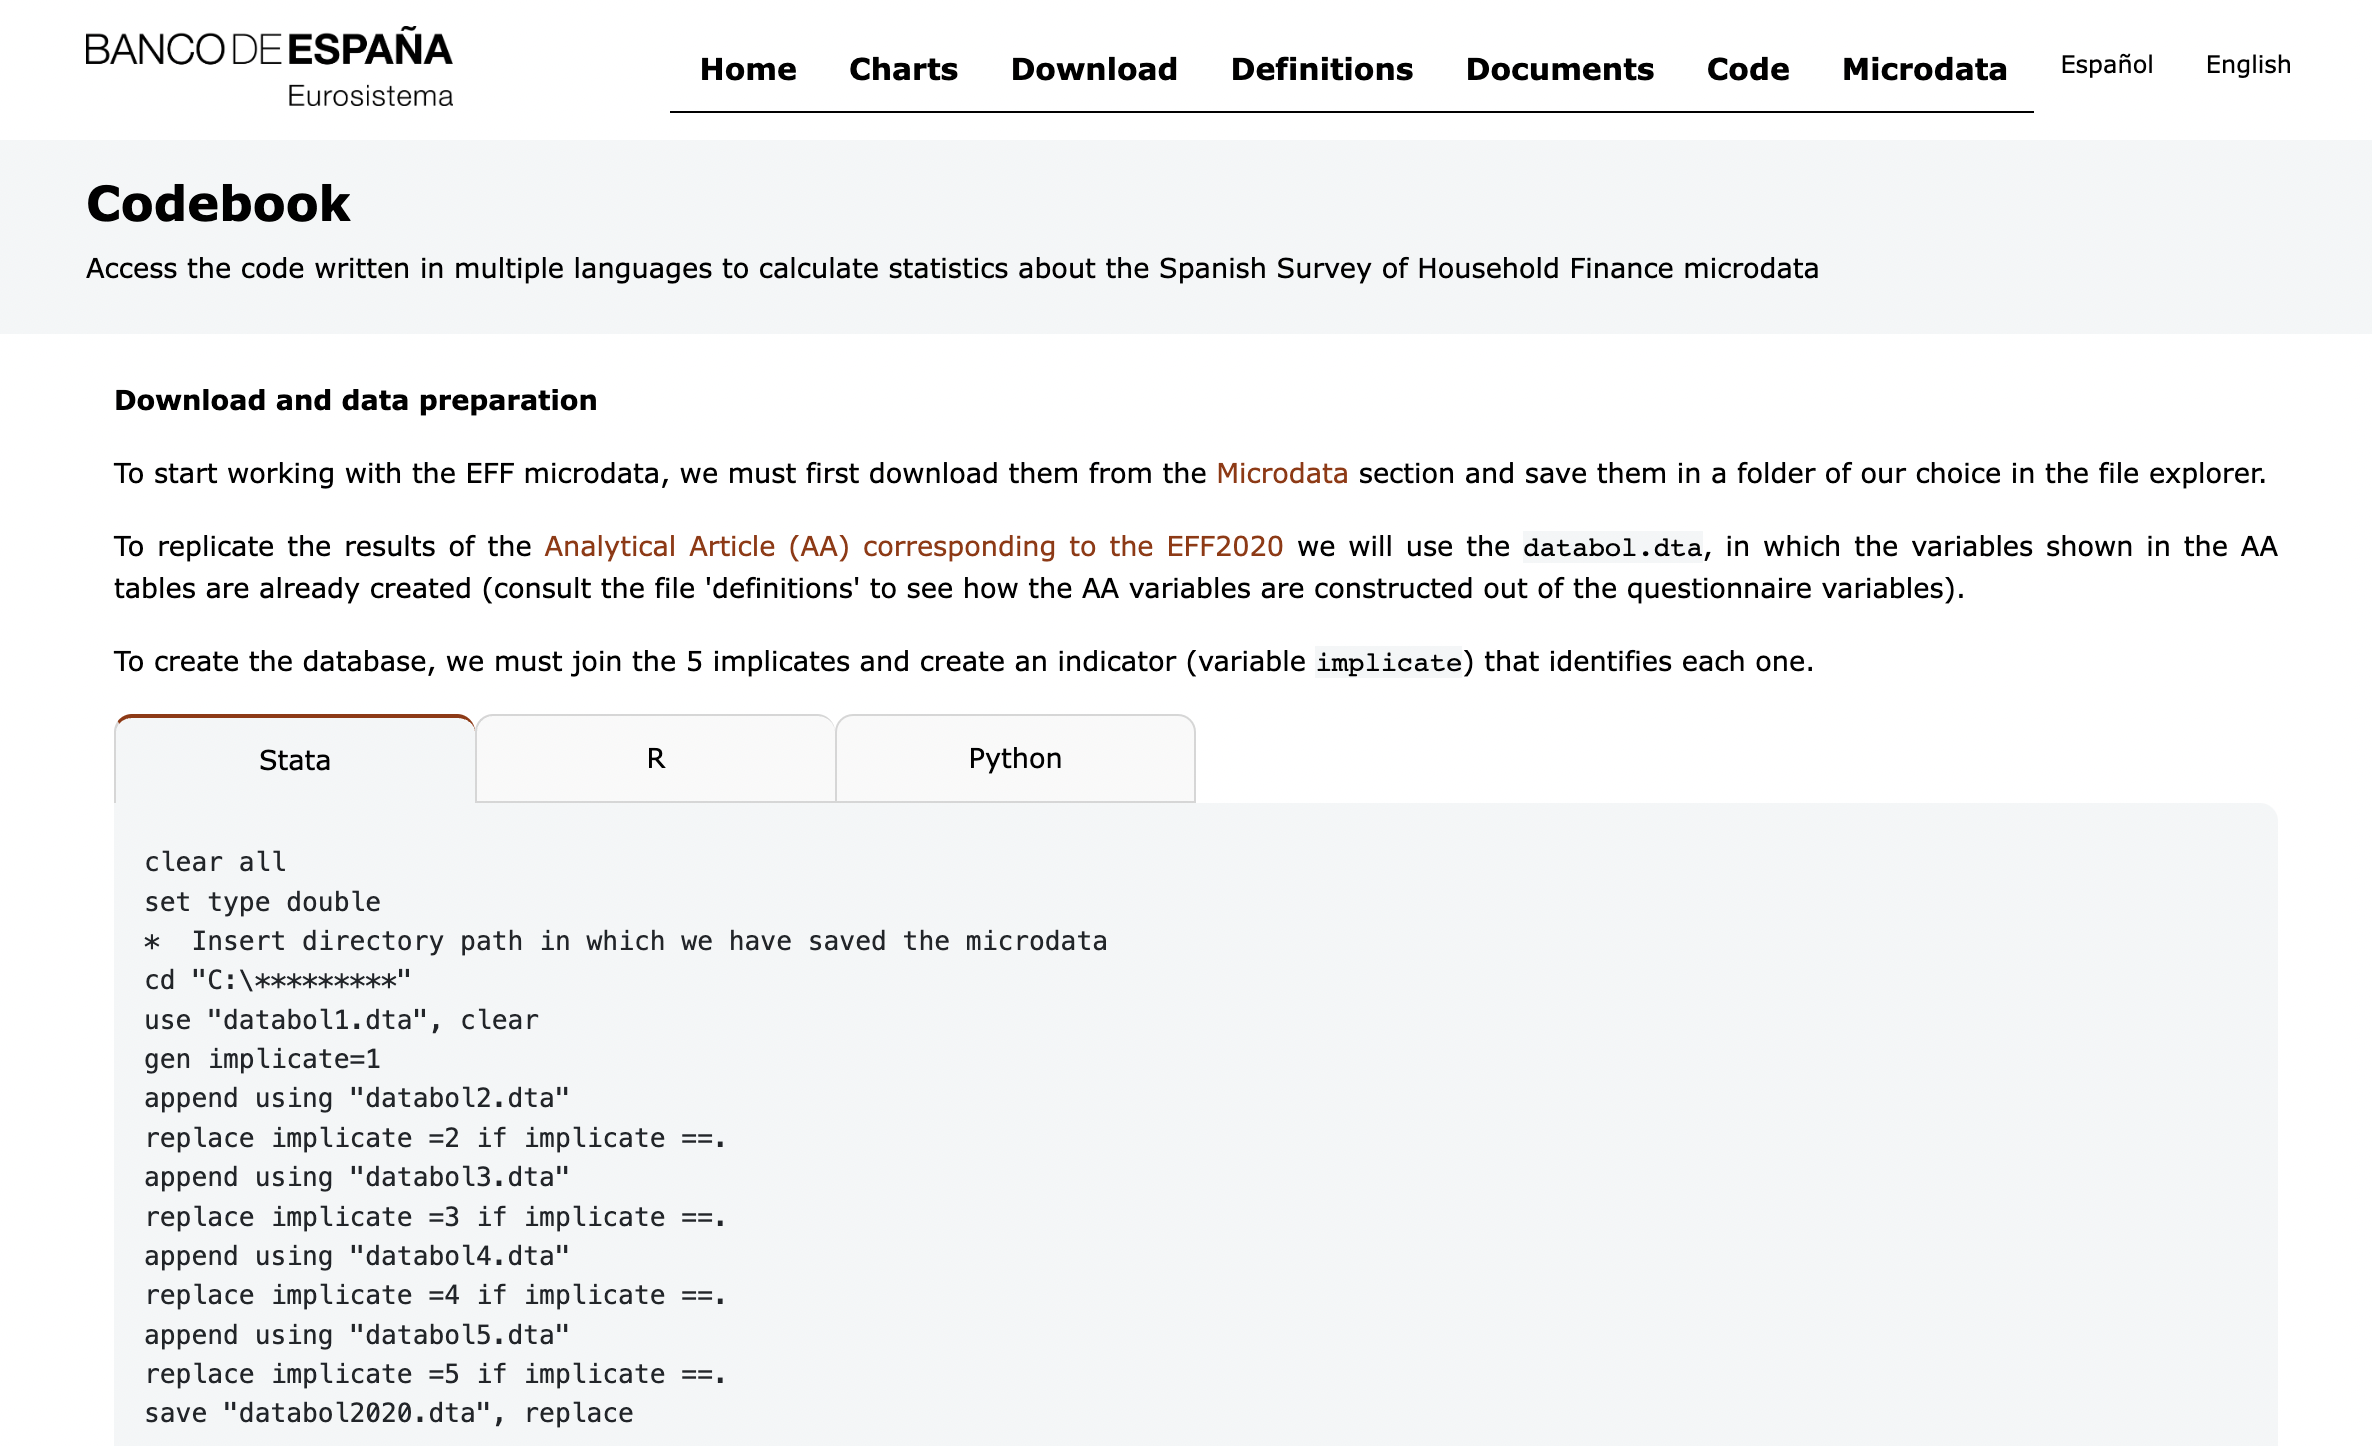 BANCO DE ESPAÑA
Eurosistema
Home Charts Download Definitions Documents Code Microdata Español English
Codebook
Access the code written in multiple languages to calculate statistics about the Spanish Survey of Household Finance microdata
Download and data preparation
To start working with the EFF microdata, we must first download them from the Microdata section and save them in a folder of our choice in the file explorer.
To replicate the results of the Analytical Article (AA) corresponding to the EFF2020 we will use the databol.dta, in which the variables shown in the AA
tables are already created (consult the file 'definitions' to see how the AA variables are constructed out of the questionnaire variables).
To create the database, we must join the 5 implicates and create an indicator (variable implicate) that identifies each one.
Stata R Python
clear all
set type double
*  Insert directory path in which we have saved the microdata
cd "C:\*********"
use "databol1.dta", clear
gen implicate=1
append using "databol2.dta"
replace implicate =2 if implicate ==.
append using "databol3.dta"
replace implicate =3 if implicate ==.
append using "databol4.dta"
replace implicate =4 if implicate ==.
append using "databol5.dta"
replace implicate =5 if implicate ==.
save "databol2020.dta", replace